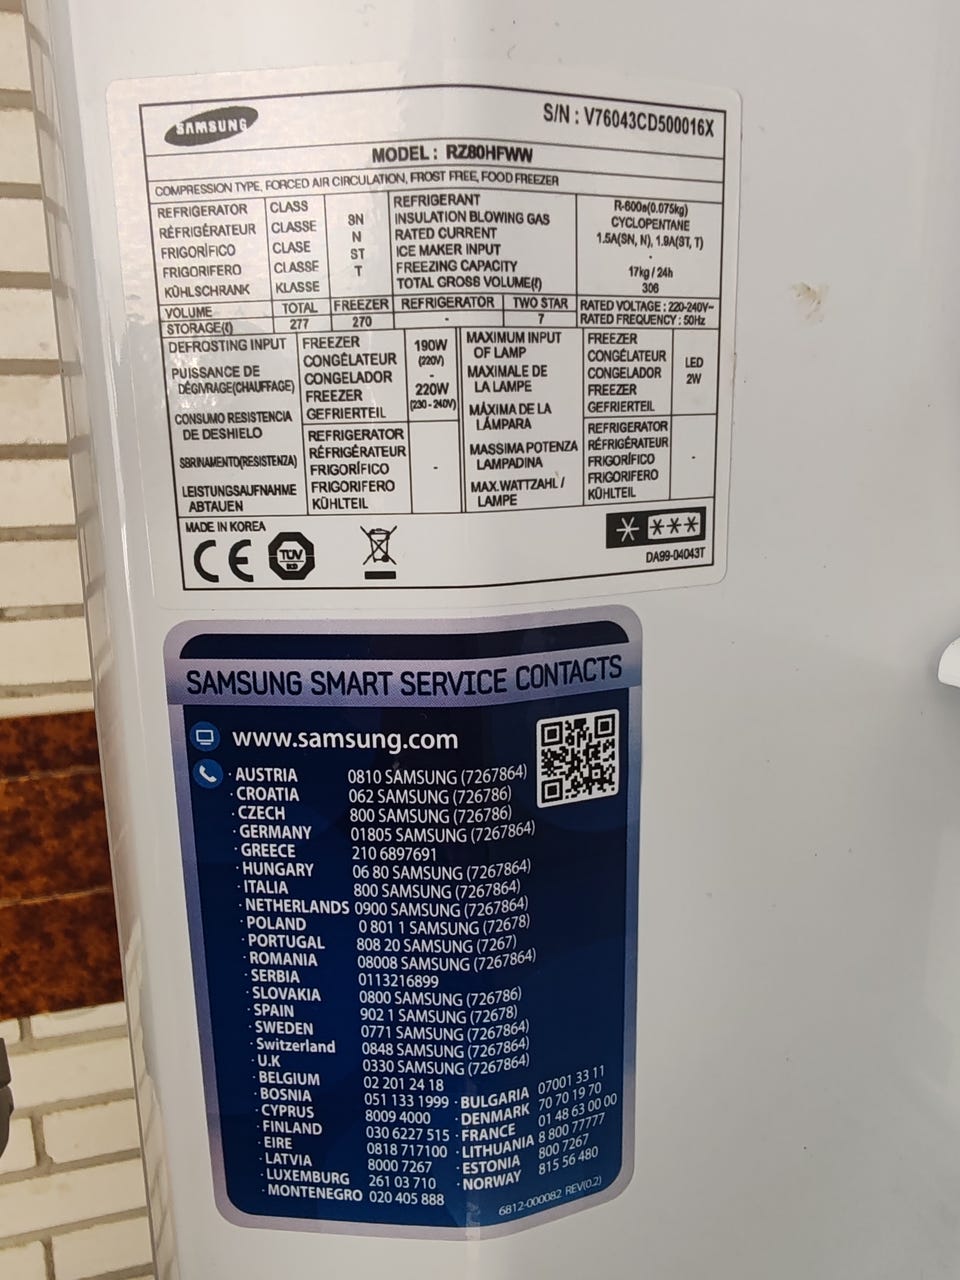 SAMSUNG
S/N : V76043CD500016X
MODEL : RZ80HFWW
COMPRESSION TYPE, FORCED AIR CIRCULATION, FROST FREE, FOOD FREEZER
REFRIGERATOR CLASS
RÉFRIGÉRATEUR CLASSE
FRIGORÍFICO CLASE
FRIGORIFERO CLASSE
KÜHLSCHRANK KLASSE
SN
N
ST
T
REFRIGERANT R-600a(0.075kg)
INSULATION BLOWING GAS CYCLOPENTANE
RATED CURRENT 1.5A(SN, N), 1.9A(ST, T)
ICE MAKER INPUT -
FREEZING CAPACITY 17kg / 24h
TOTAL GROSS VOLUME(ℓ) 306
VOLUME TOTAL FREEZER REFRIGERATOR TWO STAR RATED VOLTAGE : 220-240V~
STORAGE(ℓ) 277 270 - 7 RATED FREQUENCY : 50Hz
DEFROSTING INPUT
PUISSANCE DE
DÉGIVRAGE(CHAUFFAGE)
CONSUMO RESISTENCIA
DE DESHIELO
SBRINAMENTO(RESISTENZA)
LEISTUNGSAUFNAHME
ABTAUEN
FREEZER
CONGÉLATEUR
CONGELADOR
FREEZER
GEFRIERTEIL
190W
(220V)
-
220W
(230 - 240V)
REFRIGERATOR
RÉFRIGÉRATEUR
FRIGORÍFICO
FRIGORIFERO
KÜHLTEIL
-
MAXIMUM INPUT
OF LAMP
MAXIMALE DE
LA LAMPE
MÁXIMA DE LA
LÁMPARA
MASSIMA POTENZA
LAMPADINA
MAX.WATTZAHL /
LAMPE
FREEZER
CONGÉLATEUR
CONGELADOR
FREEZER
GEFRIERTEIL
LED
2W
REFRIGERATOR
RÉFRIGÉRATEUR
FRIGORÍFICO
FRIGORIFERO
KÜHLTEIL
-
MADE IN KOREA
CE TÜV
DA99-04043T
SAMSUNG SMART SERVICE CONTACTS
www.samsung.com
· AUSTRIA 0810 SAMSUNG (7267864)
· CROATIA 062 SAMSUNG (726786)
· CZECH 800 SAMSUNG (726786)
· GERMANY 01805 SAMSUNG (7267864)
· GREECE 210 6897691
· HUNGARY 06 80 SAMSUNG (7267864)
· ITALIA 800 SAMSUNG (7267864)
· NETHERLANDS 0900 SAMSUNG (7267864)
· POLAND 0 801 1 SAMSUNG (72678)
· PORTUGAL 808 20 SAMSUNG (7267)
· ROMANIA 08008 SAMSUNG (7267864)
· SERBIA 0113216899
· SLOVAKIA 0800 SAMSUNG (726786)
· SPAIN 902 1 SAMSUNG (72678)
· SWEDEN 0771 SAMSUNG (7267864)
· Switzerland 0848 SAMSUNG (7267864)
· U.K 0330 SAMSUNG (7267864)
· BELGIUM 02 201 24 18
· BOSNIA 051 133 1999 · BULGARIA 07001 33 11
· CYPRUS 8009 4000 · DENMARK 70 70 19 70
· FINLAND 030 6227 515 · FRANCE 01 48 63 00 00
· EIRE 0818 717100 · LITHUANIA 8 800 77777
· LATVIA 8000 7267 · ESTONIA 800 7267
· LUXEMBURG 261 03 710 · NORWAY 815 56 480
· MONTENEGRO 020 405 888
6812-000082 REV(0.2)